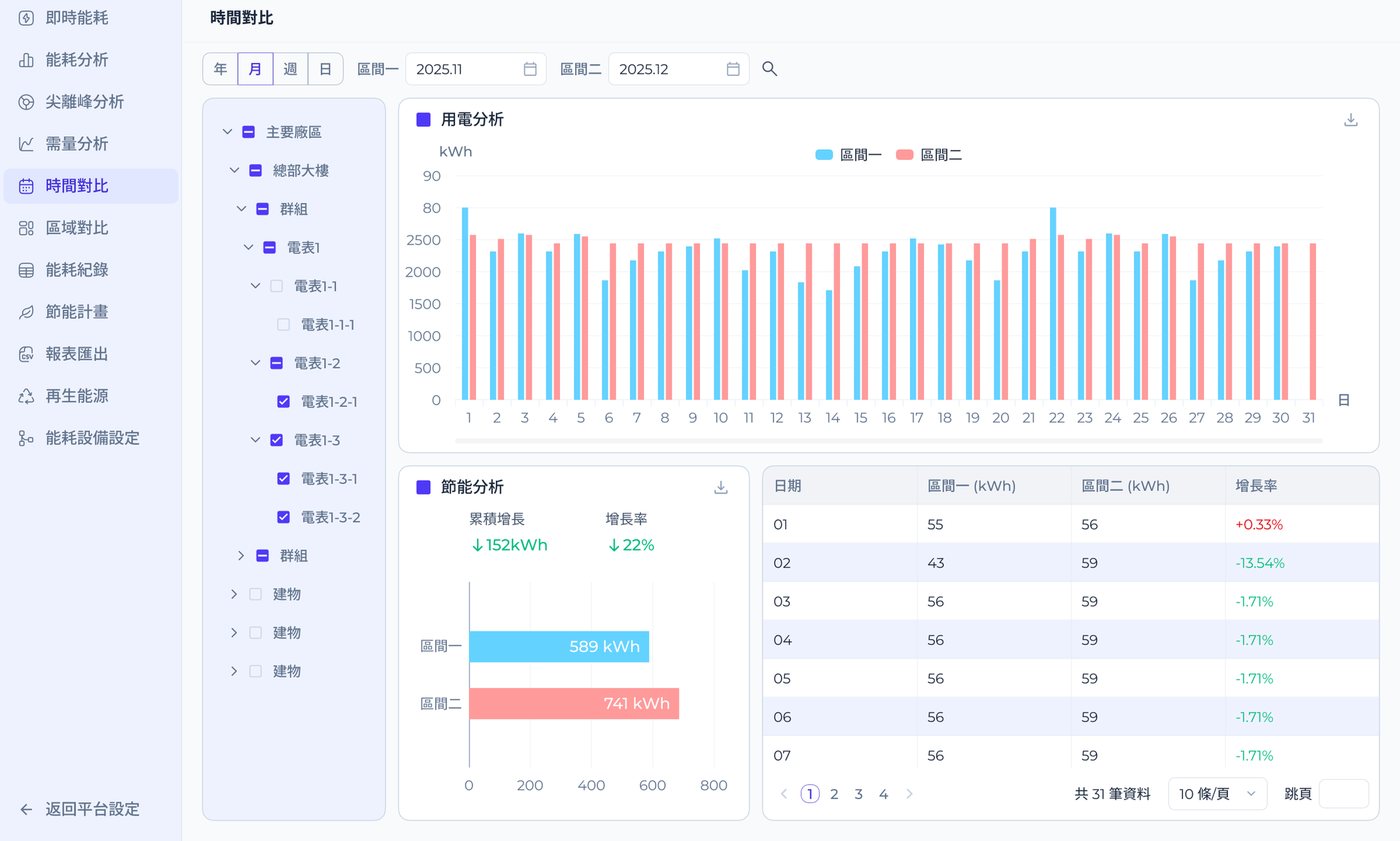 即時能耗
能耗分析
尖離峰分析
需量分析
時間對比
區域對比
能耗紀錄
節能計畫
報表匯出
再生能源
能耗設備設定
返回平台設定
時間對比
年 月 週 日 區間一 2025.11 區間二 2025.12
主要廠區
總部大樓
群組
電表1
電表1-1
電表1-1-1
電表1-2
電表1-2-1
電表1-3
電表1-3-1
電表1-3-2
群組
建物
建物
建物
用電分析
kWh
區間一 區間二
90
80
2500
2000
1500
1000
500
0
1 2 3 4 5 6 7 8 9 10 11 12 13 14 15 16 17 18 19 20 21 22 23 24 25 26 27 28 29 30 31
日
節能分析
累積增長 增長率
↓152kWh ↓22%
區間一 589 kWh
區間二 741 kWh
0 200 400 600 800
日期 區間一 (kWh) 區間二 (kWh) 增長率
01 55 56 +0.33%
02 43 59 -13.54%
03 56 59 -1.71%
04 56 59 -1.71%
05 56 59 -1.71%
06 56 59 -1.71%
07 56 59 -1.71%
1 2 3 4 共 31 筆資料 10 條/頁 跳頁